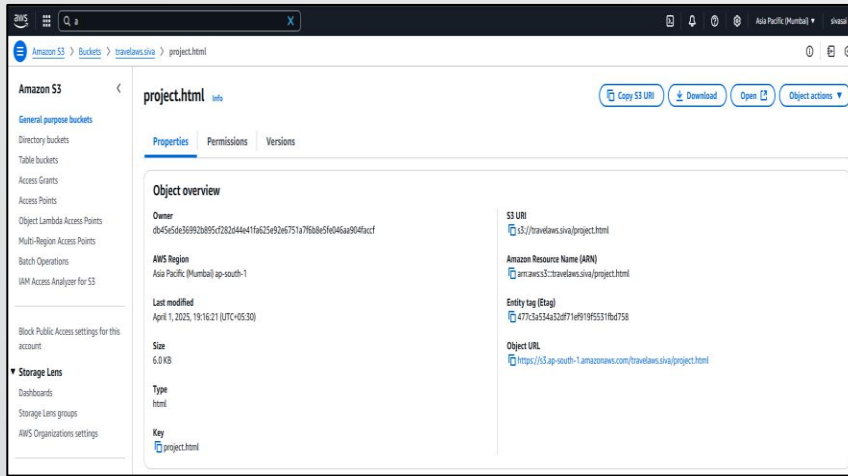 aws
a
X
Asia Pacific (Mumbai)
sivasai
Amazon S3 > Buckets > travelaws.siva > project.html
Amazon S3
General purpose buckets
Directory buckets
Table buckets
Access Grants
Access Points
Object Lambda Access Points
Multi-Region Access Points
Batch Operations
IAM Access Analyzer for S3
Block Public Access settings for this
account
Storage Lens
Dashboards
Storage Lens groups
AWS Organizations settings
project.html Info
Copy S3 URI
Download
Open
Object actions
Properties
Permissions
Versions
Object overview
Owner
db45e5de36992b895cf282d44e41fa625e92e6751a7f6b8e5fe046aa904faccf
AWS Region
Asia Pacific (Mumbai) ap-south-1
Last modified
April 1, 2025, 19:16:21 (UTC+05:30)
Size
6.0 KB
Type
html
Key
project.html
S3 URI
s3://travelaws.siva/project.html
Amazon Resource Name (ARN)
arn:aws:s3:::travelaws.siva/project.html
Entity tag (Etag)
477c3a534a32df71ef919f5531fbd758
Object URL
https://s3.ap-south-1.amazonaws.com/travelaws.siva/project.html